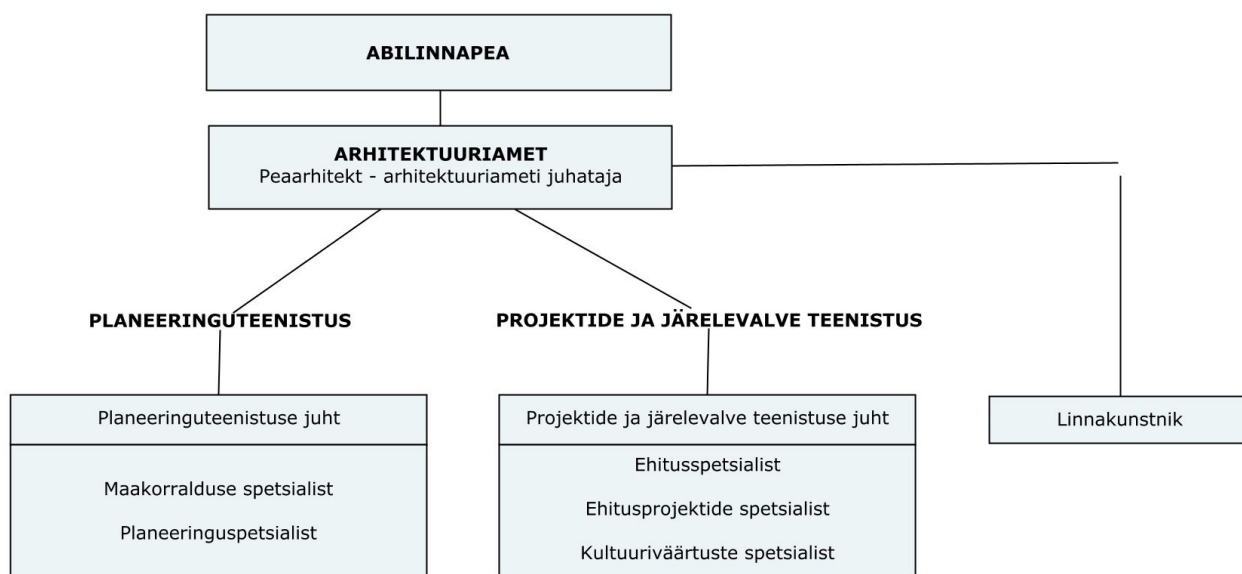 ABILINNAPEA
ARHITEKTUURIAMET
Peaarhitekt - arhitektuuriameti juhataja
PLANEERINGUTEENISTUS
PROJEKTIDE JA JÄRELEVALVE TEENISTUS
Planeeringuteenistuse juht
Maakorralduse spetsialist
Planeeringuspetsialist
Projektide ja järelevalve teenistuse juht
Ehitusspetsialist
Ehitusprojektide spetsialist
Kultuuriväärtuste spetsialist
Linnakunstnik